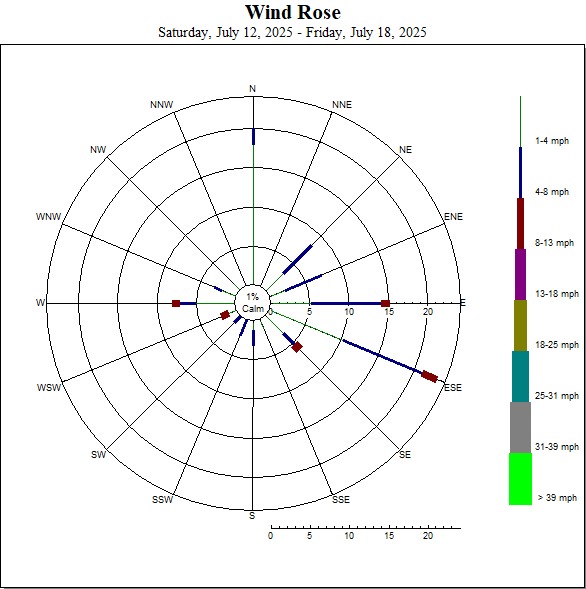 Wind Rose
Saturday, July 12, 2025 - Friday, July 18, 2025
N
NNW
NNE
NW
NE
1-4 mph
4-8 mph
WNW
ENE
8-13 mph
13-18 mph
1%
Calm
W
0 5 10 15 20
E
18-25 mph
WSW
ESE
25-31 mph
31-39 mph
SW
SE
SSW
SSE
> 39 mph
S
0 5 10 15 20